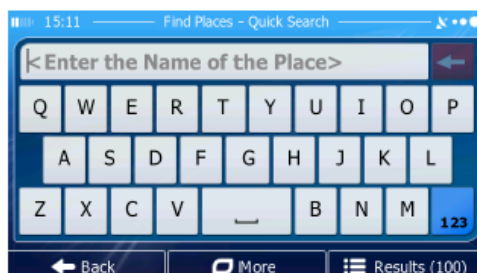 15:11 Find Places - Quick Search
<Enter the Name of the Place>
Q W E R T Y U I O P
A S D F G H J K L
Z X C V B N M 123
Back More Results (100)